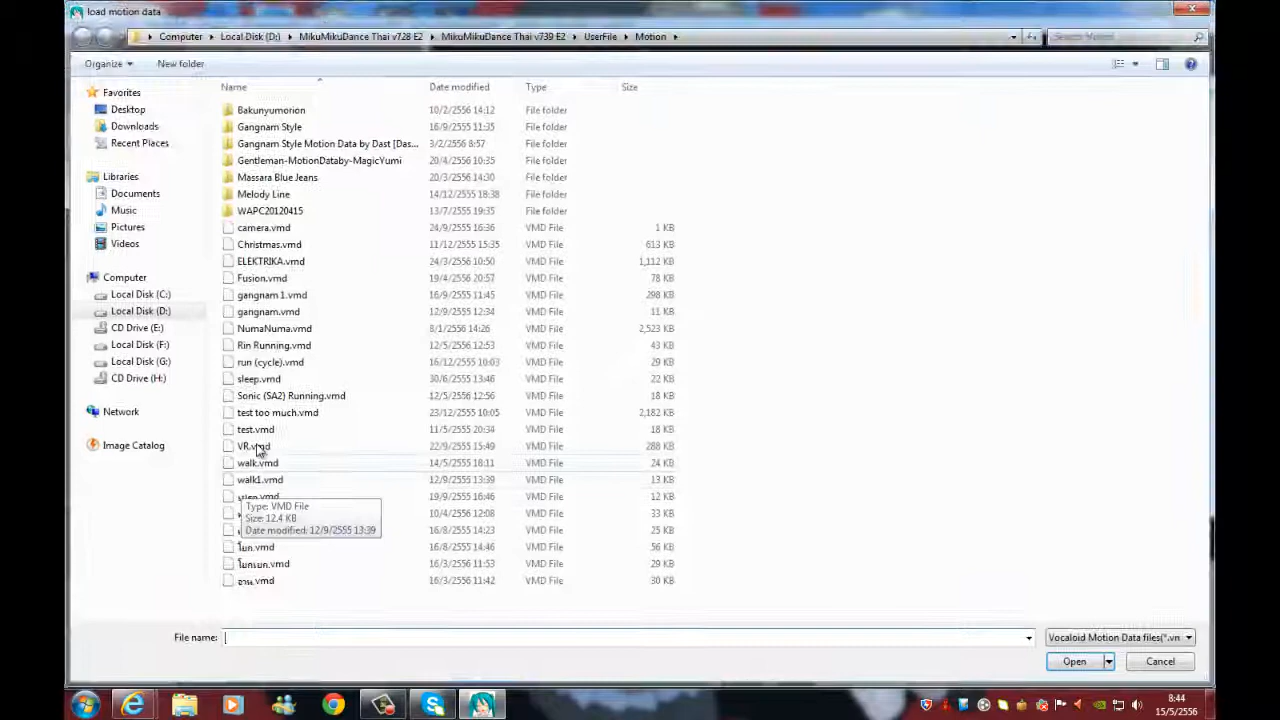 load motion data
Computer Local Disk (D:) MikuMikuDance Thai v728 E2 MikuMikuDance Thai v739 E2 UserFile Motion
Organize New folder
Name Date modified Type Size
Favorites
Desktop
Downloads
Recent Places
Libraries
Documents
Music
Pictures
Videos
Computer
Local Disk (C:)
Local Disk (D:)
CD Drive (E:)
Local Disk (F:)
Local Disk (G:)
CD Drive (H:)
Network
Image Catalog
Bakunyumorion 10/2/2556 14:12 File folder
Gangnam Style 16/9/2555 11:35 File folder
Gangnam Style Motion Data by Dast [Das... 3/2/2556 8:57 File folder
Gentleman-MotionDataby-MagicYumi 20/4/2556 10:35 File folder
Massara Blue Jeans 20/3/2556 14:30 File folder
Melody Line 14/12/2555 18:38 File folder
WAPC20120415 13/7/2555 19:35 File folder
camera.vmd 24/9/2555 16:36 VMD File 1 KB
Christmas.vmd 11/12/2555 15:35 VMD File 613 KB
ELEKTRIKA.vmd 24/3/2556 10:50 VMD File 1,112 KB
Fusion.vmd 19/4/2556 20:57 VMD File 78 KB
gangnam 1.vmd 16/9/2555 11:45 VMD File 298 KB
gangnam.vmd 12/9/2555 12:34 VMD File 11 KB
NumaNuma.vmd 8/1/2556 14:26 VMD File 2,523 KB
Rin Running.vmd 12/5/2556 12:53 VMD File 43 KB
run (cycle).vmd 16/12/2555 10:03 VMD File 29 KB
sleep.vmd 30/6/2555 13:46 VMD File 22 KB
Sonic (SA2) Running.vmd 12/5/2556 12:56 VMD File 18 KB
test too much.vmd 23/12/2555 10:05 VMD File 2,182 KB
test.vmd 11/5/2555 20:34 VMD File 18 KB
VR.vmd 22/9/2555 15:49 VMD File 288 KB
walk.vmd 14/5/2555 18:11 VMD File 24 KB
walk1.vmd 12/9/2555 13:39 VMD File 13 KB
19/9/2555 16:46 VMD File 12 KB
10/4/2556 12:08 VMD File 33 KB
16/8/2555 14:23 VMD File 25 KB
โยก.vmd 16/8/2555 14:46 VMD File 56 KB
16/3/2556 11:53 VMD File 29 KB
16/3/2556 11:42 VMD File 30 KB
Type: VMD File
Size: 12.4 KB
Date modified: 12/9/2555 13:39
File name: Vocaloid Motion Data files(*.vn
Open Cancel
8:44
15/5/2556